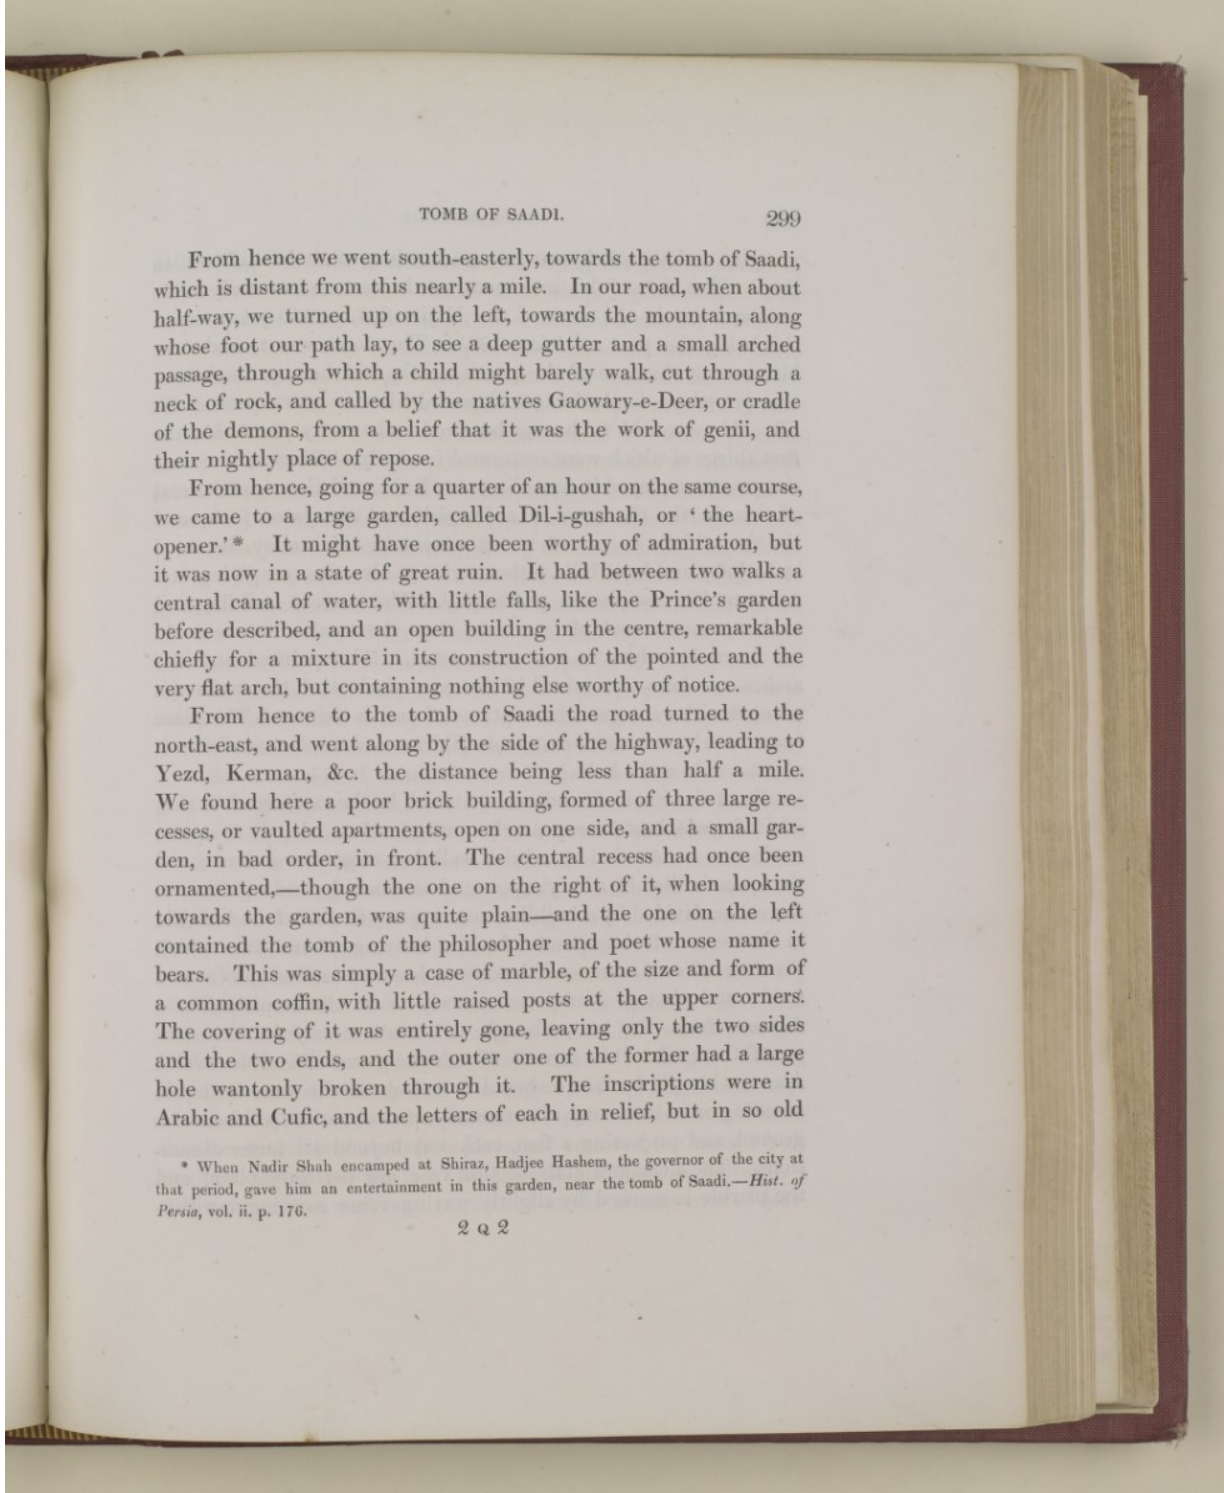 TOMB OF SAADI. 299
From hence we went south-easterly, towards the tomb of Saadi,
which is distant from this nearly a mile. In our road, when about
half-way, we turned up on the left, towards the mountain, along
whose foot our path lay, to see a deep gutter and a small arched
passage, through which a child might barely walk, cut through a
neck of rock, and called by the natives Gaowary-e-Deer, or cradle
of the demons, from a belief that it was the work of genii, and
their nightly place of repose.
From hence, going for a quarter of an hour on the same course,
we came to a large garden, called Dil-i-gushah, or ‘ the heart-
opener.’ * It might have once been worthy of admiration, but
it was now in a state of great ruin. It had between two walks a
central canal of water, with little falls, like the Prince’s garden
before described, and an open building in the centre, remarkable
chiefly for a mixture in its construction of the pointed and the
very flat arch, but containing nothing else worthy of notice.
From hence to the tomb of Saadi the road turned to the
north-east, and went along by the side of the highway, leading to
Yezd, Kerman, &c. the distance being less than half a mile.
We found here a poor brick building, formed of three large re-
cesses, or vaulted apartments, open on one side, and a small gar-
den, in bad order, in front. The central recess had once been
ornamented,—though the one on the right of it, when looking
towards the garden, was quite plain—and the one on the left
contained the tomb of the philosopher and poet whose name it
bears. This was simply a case of marble, of the size and form of
a common coffin, with little raised posts at the upper corners.
The covering of it was entirely gone, leaving only the two sides
and the two ends, and the outer one of the former had a large
hole wantonly broken through it. The inscriptions were in
Arabic and Cufic, and the letters of each in relief, but in so old
* When Nadir Shah encamped at Shiraz, Hadjee Hashem, the governor of the city at
that period, gave him an entertainment in this garden, near the tomb of Saadi.—Hist. of
Persia, vol. ii. p. 176.
2 Q 2